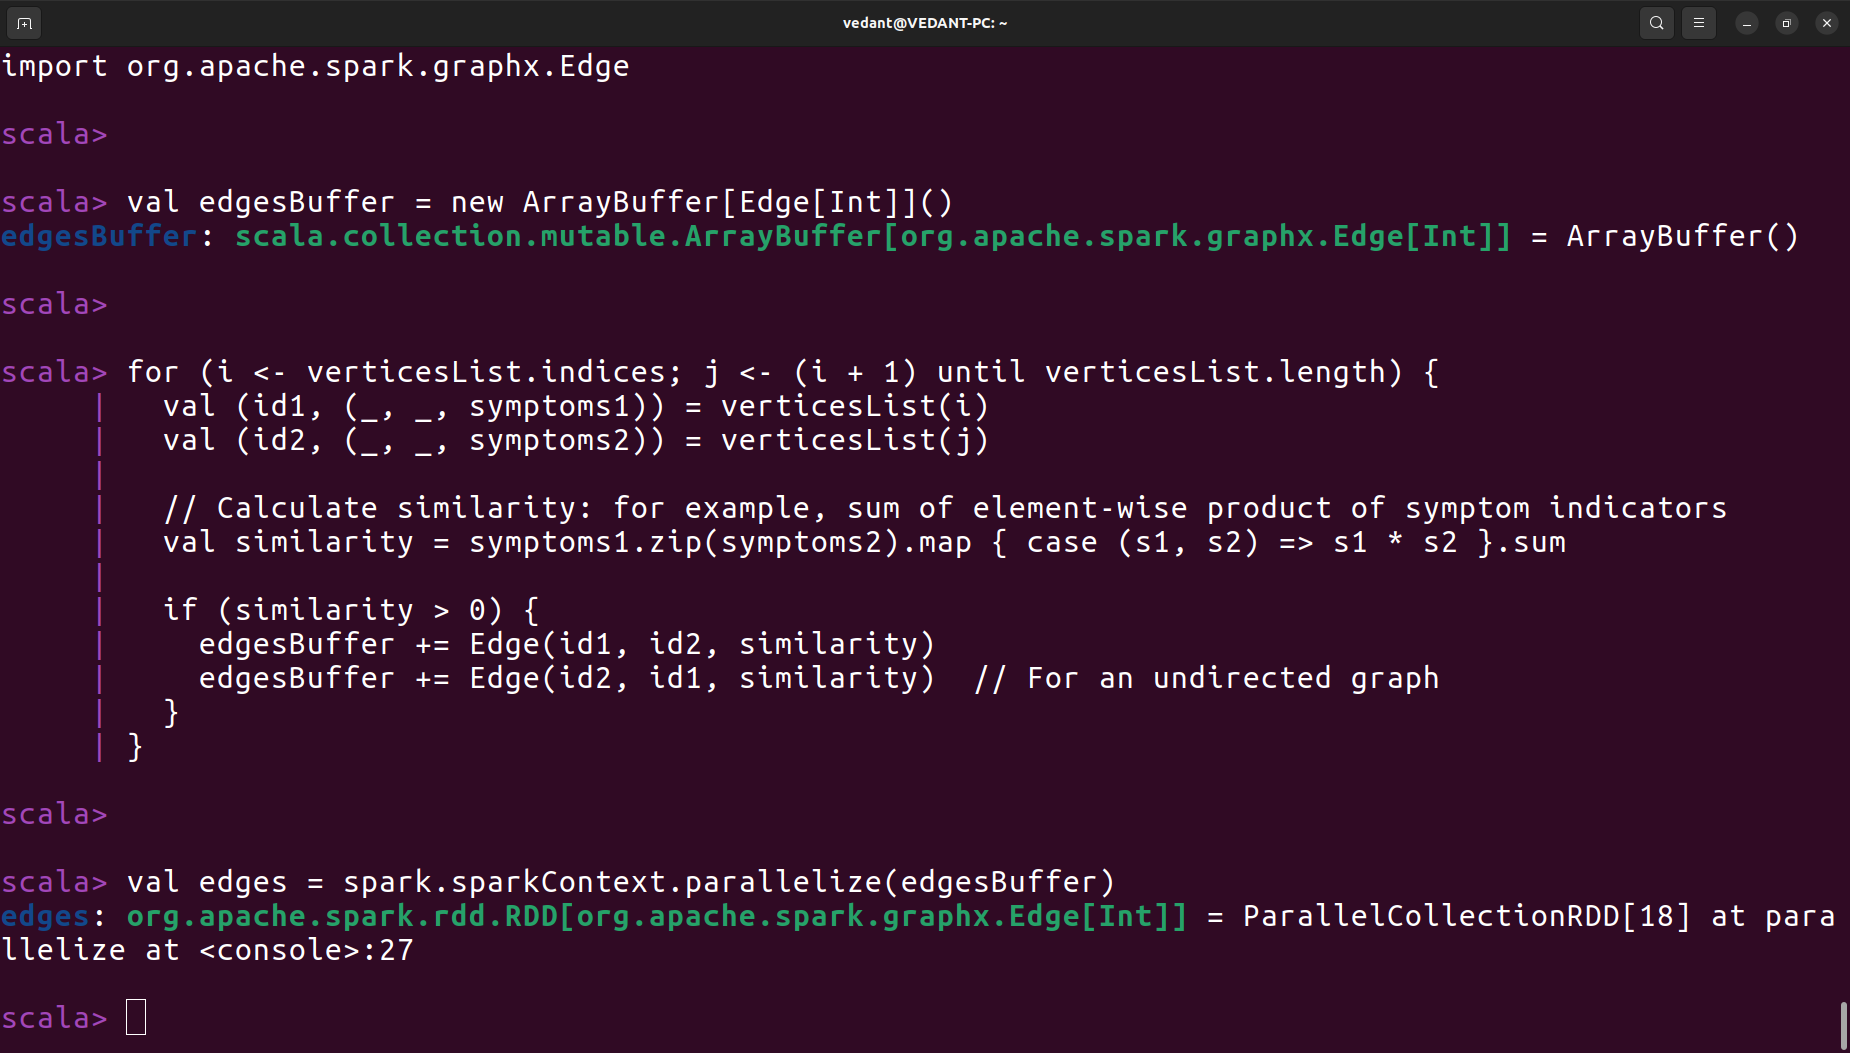 vedant@VEDANT-PC: ~
import org.apache.spark.graphx.Edge
scala>
scala> val edgesBuffer = new ArrayBuffer[Edge[Int]]()
edgesBuffer: scala.collection.mutable.ArrayBuffer[org.apache.spark.graphx.Edge[Int]] = ArrayBuffer()
scala>
scala> for (i <- verticesList.indices; j <- (i + 1) until verticesList.length) {
     |   val (id1, (_, _, symptoms1)) = verticesList(i)
     |   val (id2, (_, _, symptoms2)) = verticesList(j)
     |
     |   // Calculate similarity: for example, sum of element-wise product of symptom indicators
     |   val similarity = symptoms1.zip(symptoms2).map { case (s1, s2) => s1 * s2 }.sum
     |
     |   if (similarity > 0) {
     |     edgesBuffer += Edge(id1, id2, similarity)
     |     edgesBuffer += Edge(id2, id1, similarity)  // For an undirected graph
     |   }
     | }
scala>
scala> val edges = spark.sparkContext.parallelize(edgesBuffer)
edges: org.apache.spark.rdd.RDD[org.apache.spark.graphx.Edge[Int]] = ParallelCollectionRDD[18] at para
llelize at <console>:27
scala>